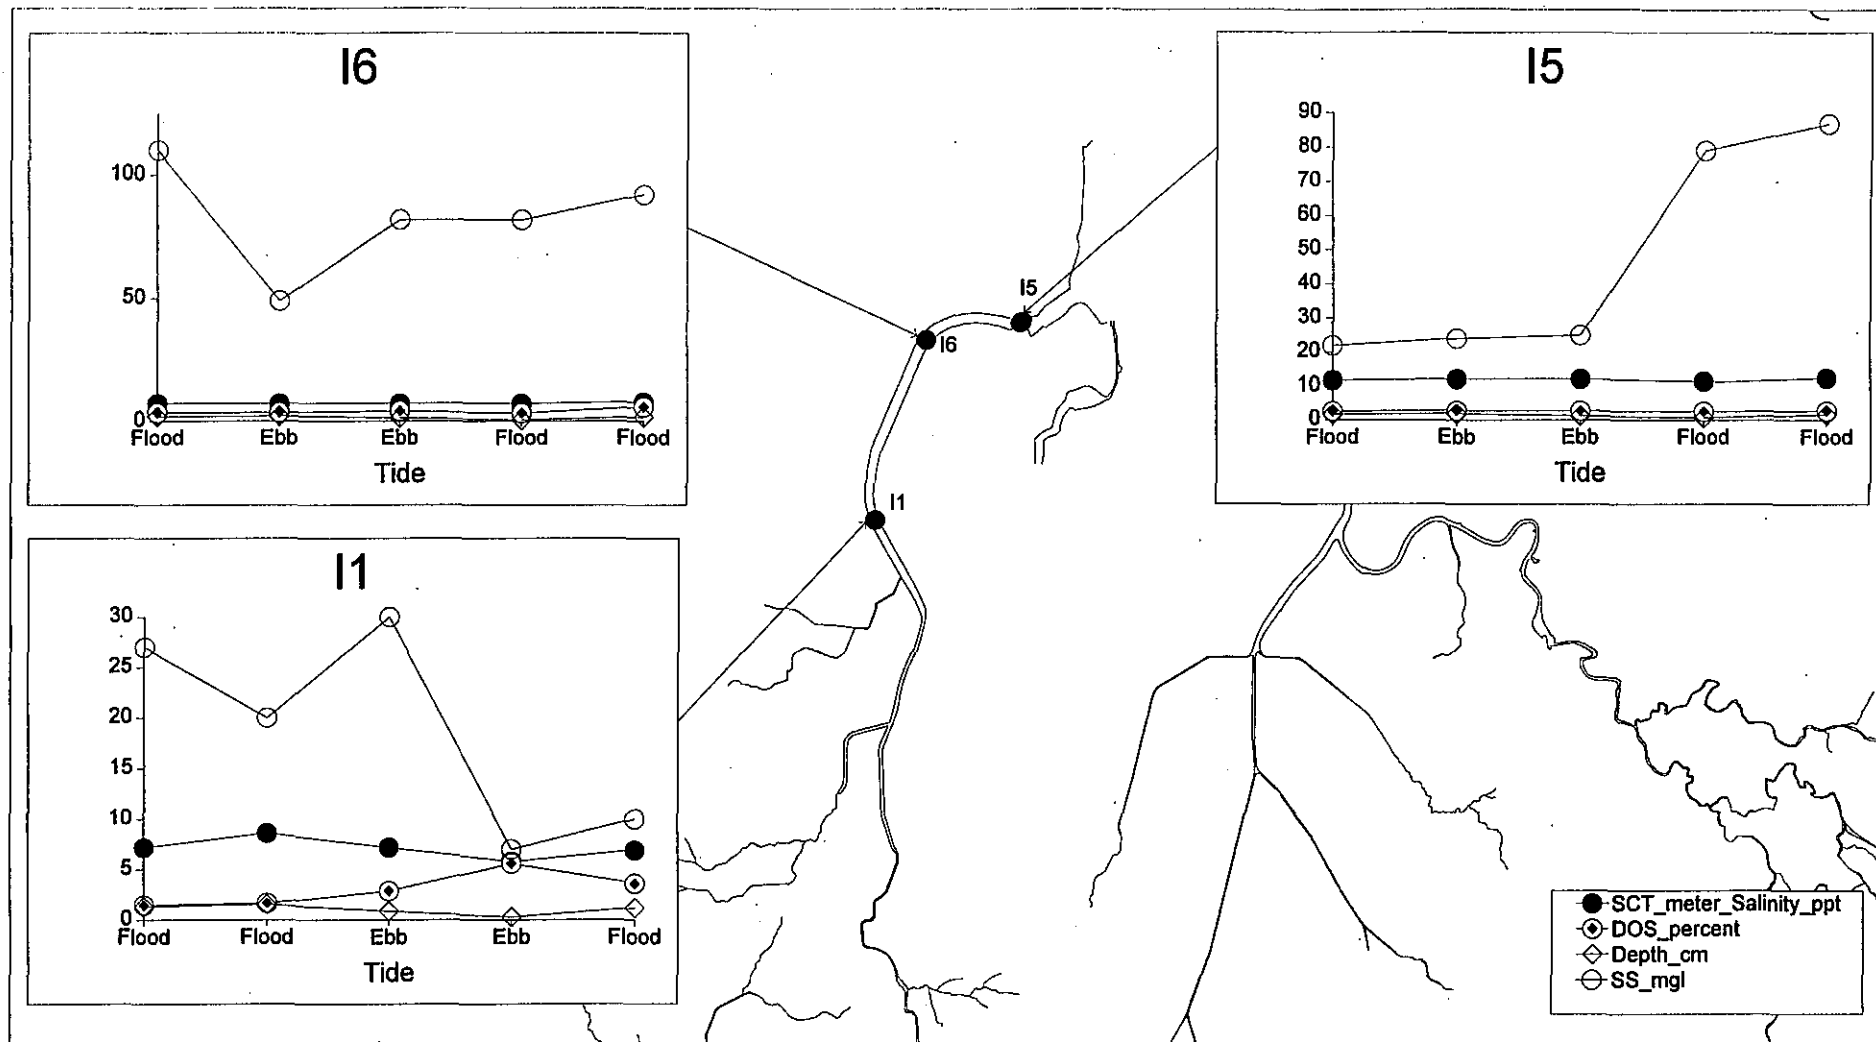 I6
100
50
0
Flood Ebb Ebb Flood Flood
Tide
I5
90
80
70
60
50
40
30
20
10
0
Flood Ebb Ebb Flood Flood
Tide
I5
I6
I1
I1
30
25
20
15
10
5
0
Flood Flood Ebb Ebb Flood
Tide
SCT_meter_Salinity_ppt
DOS_percent
Depth_cm
SS_mgl